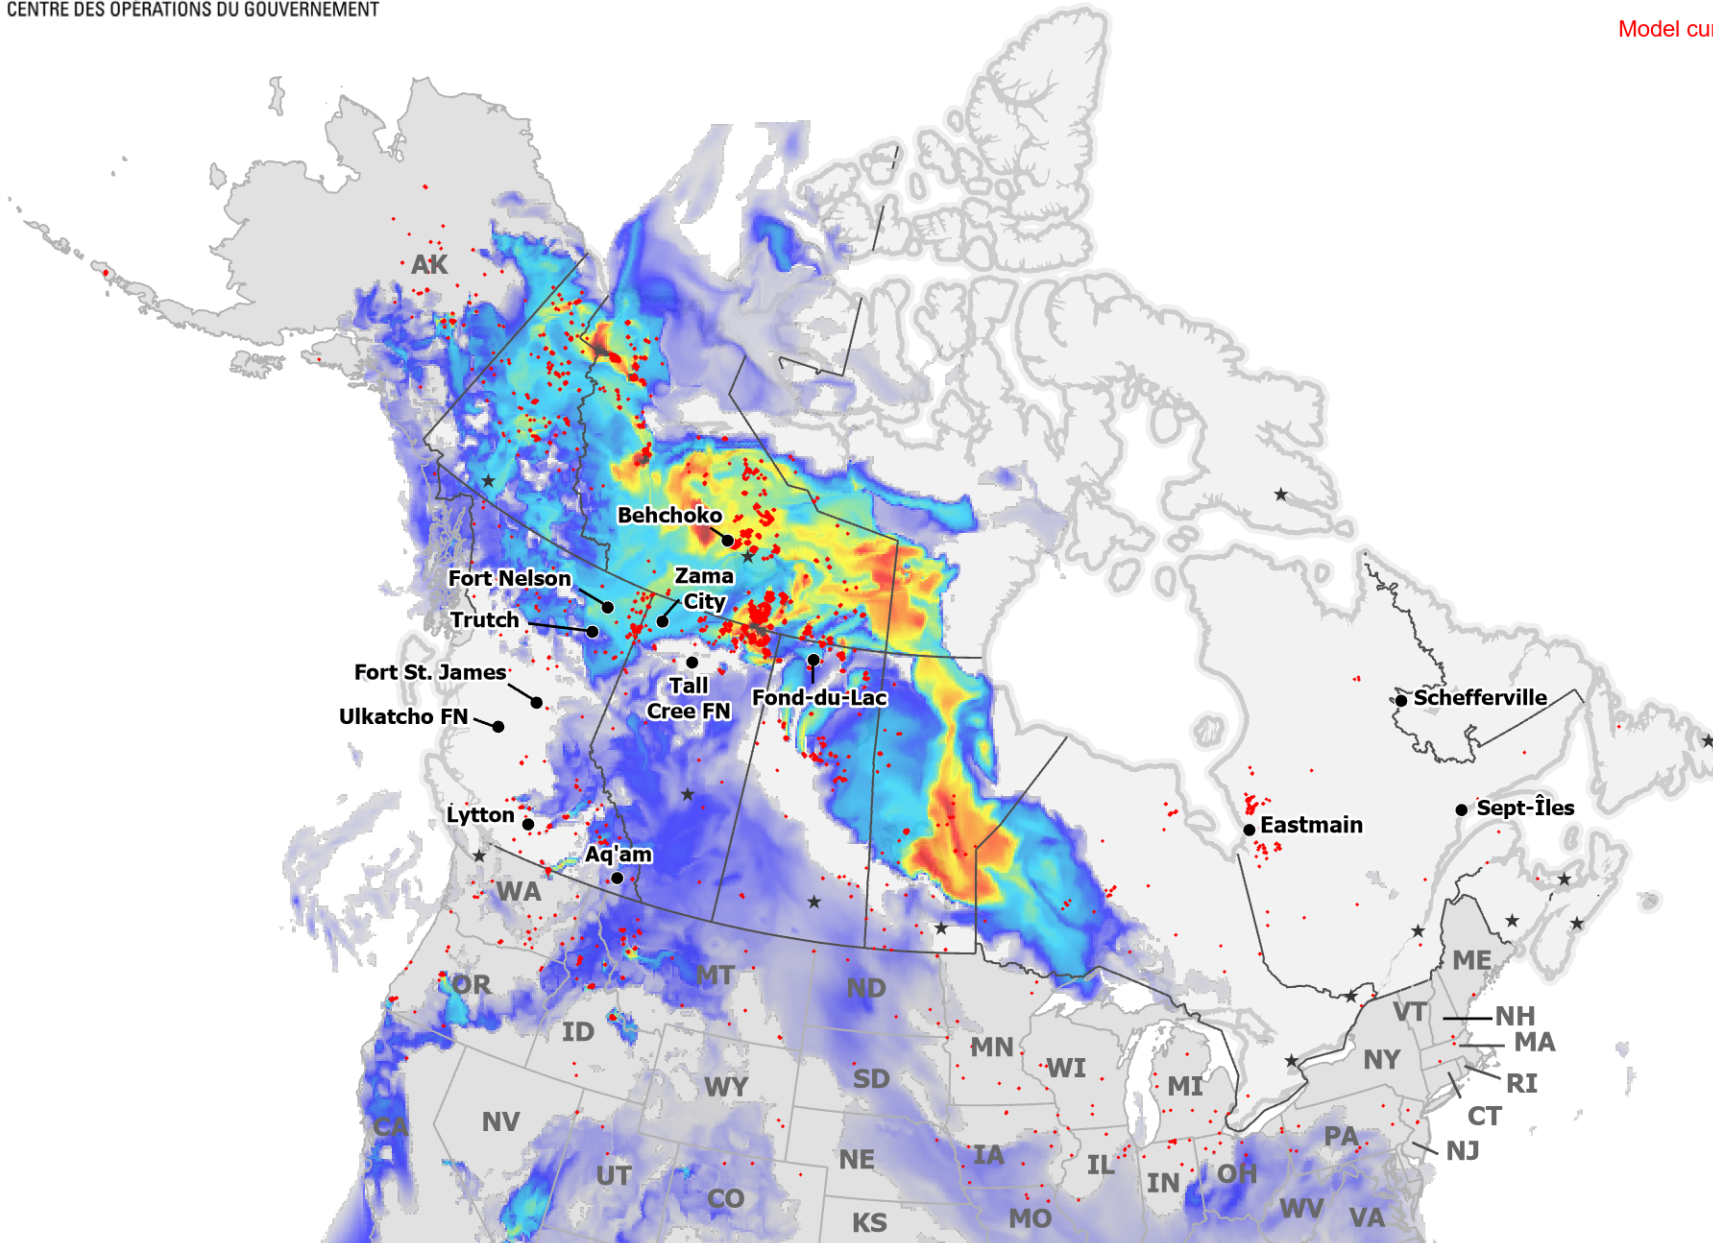 CENTRE DES OPÉRATIONS DU GOUVERNEMENT
Model cur
AK
Behchoko
Fort Nelson
Zama
City
Trutch
Fort St. James
Tall
Cree FN
Fond-du-Lac
Ulkatcho FN
Schefferville
Lytton
Eastmain
Sept-Îles
Aq'am
WA
MT
ND
OR
ME
ID
VT
NH
MN
MA
WI
NY
WY
SD
MI
RI
NV
CT
CA
PA
NJ
UT
NE
IA
IL
IN
OH
CO
KS
MO
WV
VA